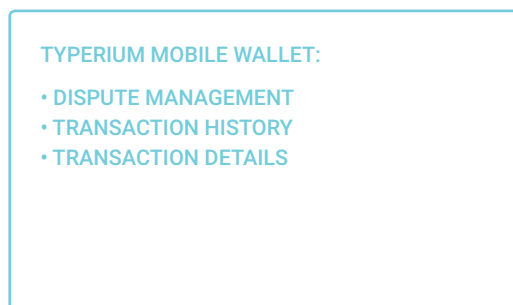 TYPERIUM MOBILE WALLET:
• DISPUTE MANAGEMENT
• TRANSACTION HISTORY
• TRANSACTION DETAILS